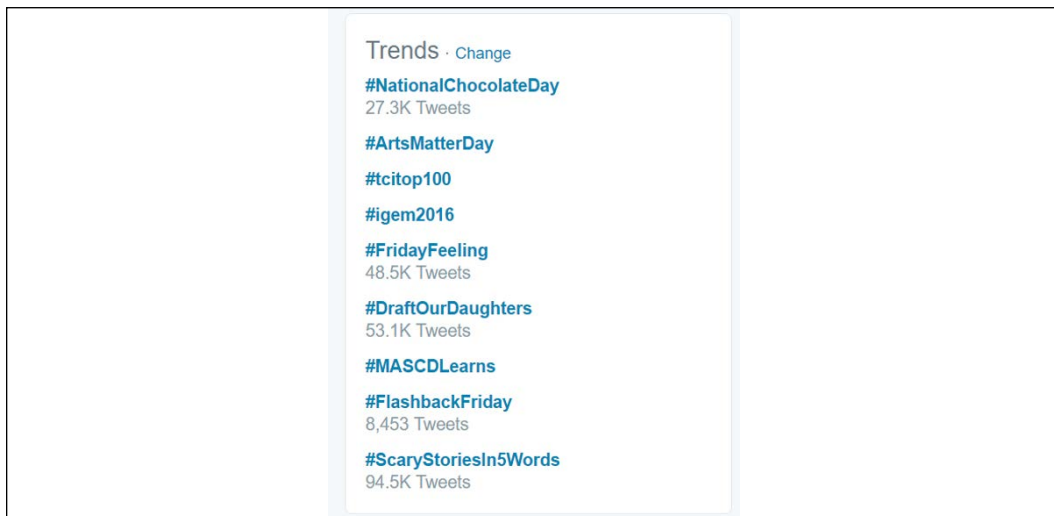 Trends · Change
#NationalChocolateDay
27.3K Tweets
#ArtsMatterDay
#tcitop100
#igem2016
#FridayFeeling
48.5K Tweets
#DraftOurDaughters
53.1K Tweets
#MASCDLearns
#FlashbackFriday
8,453 Tweets
#ScaryStoriesIn5Words
94.5K Tweets